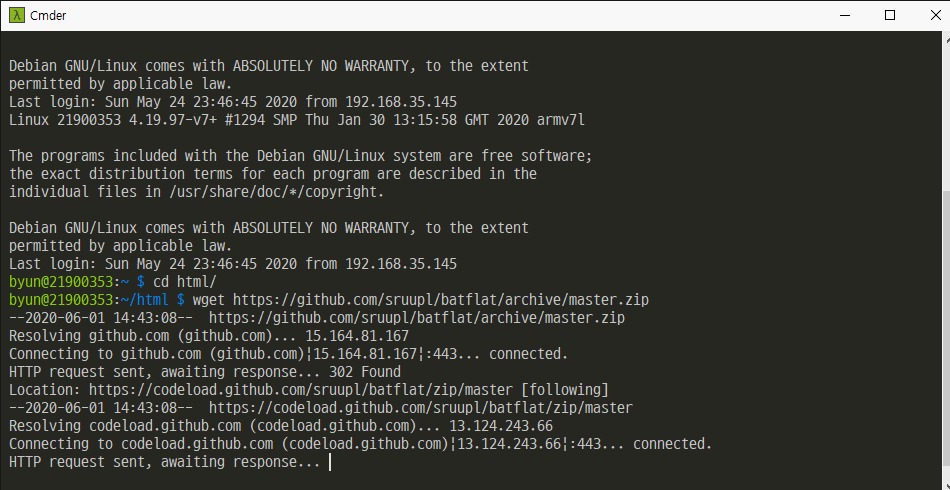 Cmder
Debian GNU/Linux comes with ABSOLUTELY NO WARRANTY, to the extent
permitted by applicable law.
Last login: Sun May 24 23:46:45 2020 from 192.168.35.145
Linux 21900353 4.19.97-v7+ #1294 SMP Thu Jan 30 13:15:58 GMT 2020 armv7l
The programs included with the Debian GNU/Linux system are free software;
the exact distribution terms for each program are described in the
individual files in /usr/share/doc/*/copyright.
Debian GNU/Linux comes with ABSOLUTELY NO WARRANTY, to the extent
permitted by applicable law.
Last login: Sun May 24 23:46:45 2020 from 192.168.35.145
byun@21900353:~ $ cd html/
byun@21900353:~/html $ wget https://github.com/sruupl/batflat/archive/master.zip
--2020-06-01 14:43:08--  https://github.com/sruupl/batflat/archive/master.zip
Resolving github.com (github.com)... 15.164.81.167
Connecting to github.com (github.com)¦15.164.81.167¦:443... connected.
HTTP request sent, awaiting response... 302 Found
Location: https://codeload.github.com/sruupl/batflat/zip/master [following]
--2020-06-01 14:43:08--  https://codeload.github.com/sruupl/batflat/zip/master
Resolving codeload.github.com (codeload.github.com)... 13.124.243.66
Connecting to codeload.github.com (codeload.github.com)¦13.124.243.66¦:443... connected.
HTTP request sent, awaiting response...